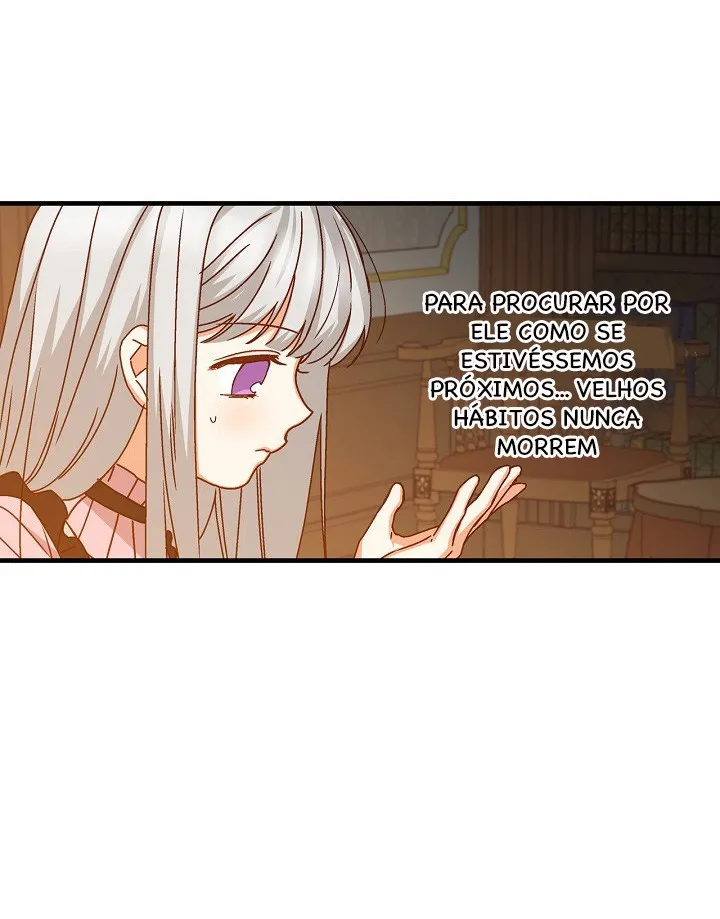 PARA PROCURAR POR
ELE COMO SE
ESTIVÉSSEMOS
PRÓXIMOS... VELHOS
HÁBITOS NUNCA
MORREM